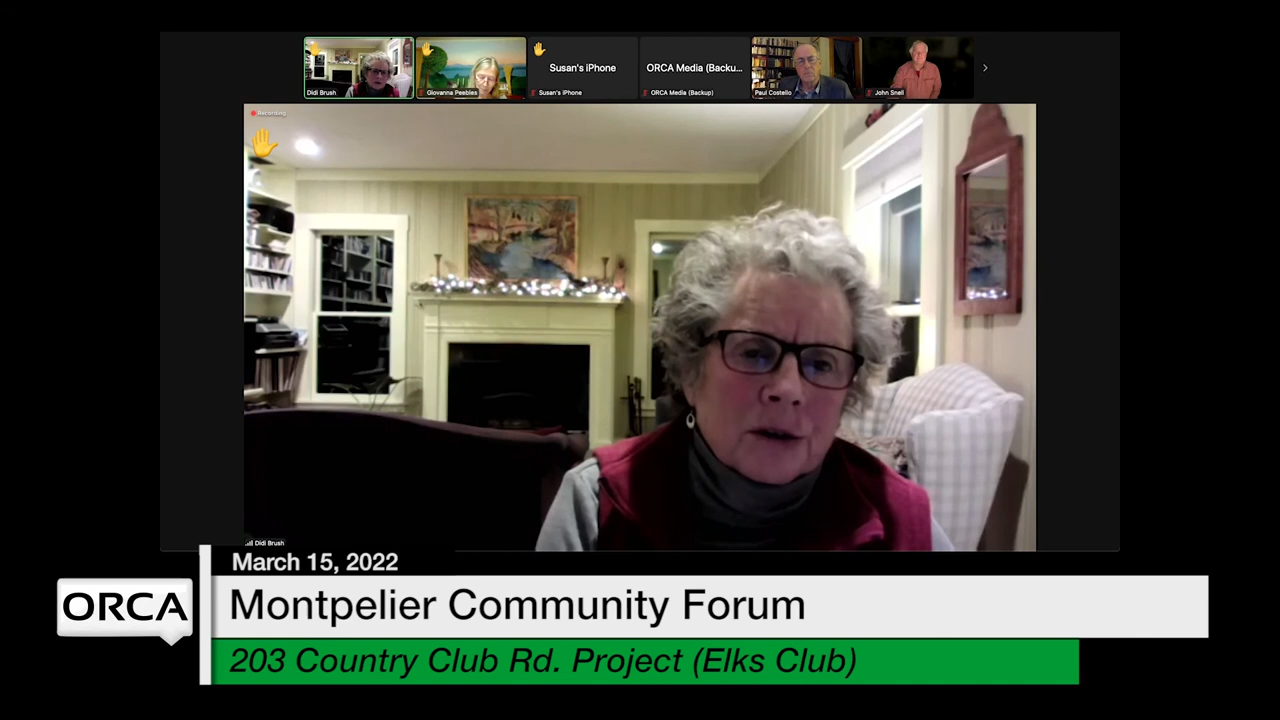 Susan's iPhone
ORCA Media (Backu...
Didi Brush
Giovanna Peebles
Susan's iPhone
ORCA Media (Backup)
Paul Costello
John Snell
Recording
Didi Brush
March 15, 2022
ORCA
Montpelier Community Forum
203 Country Club Rd. Project (Elks Club)